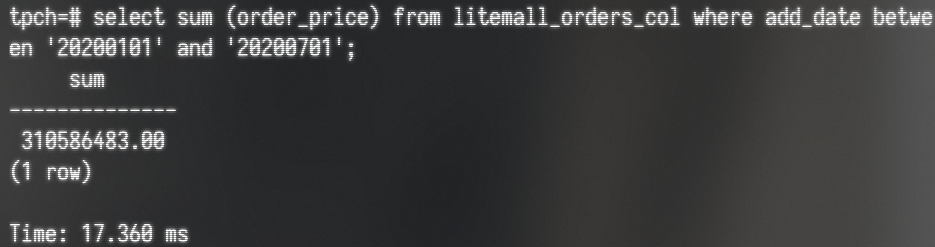 tpch=# select sum (order_price) from litemall_orders_col where add_date betwe
en '20200101' and '20200701';
sum
--------------
310586483.00
(1 row)
Time: 17.360 ms